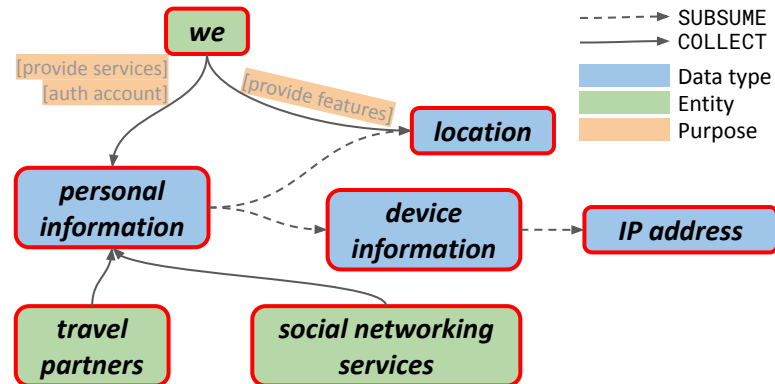 we
SUBSUME
COLLECT
[provide services]
[auth account]
[provide features]
Data type
Entity
Purpose
location
personal
information
device
information
IP address
travel
partners
social networking
services